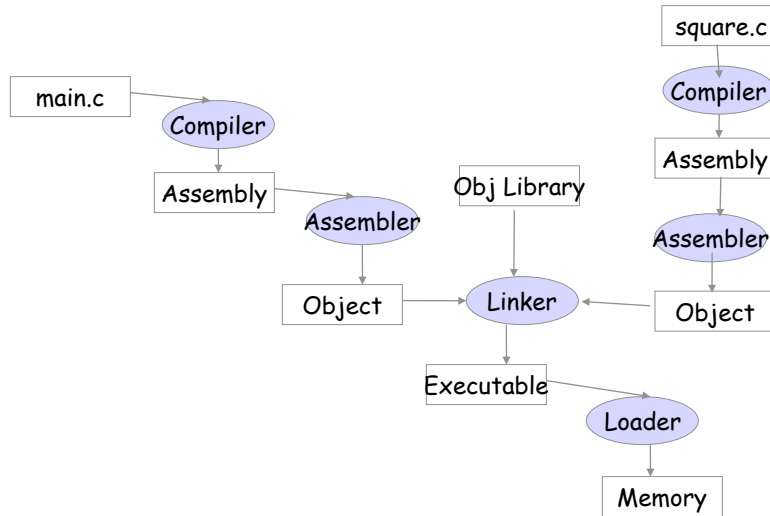 square.c
main.c
Compiler
Compiler
Assembly
Assembly
Obj Library
Assembler
Assembler
Object
Linker
Object
Executable
Loader
Memory